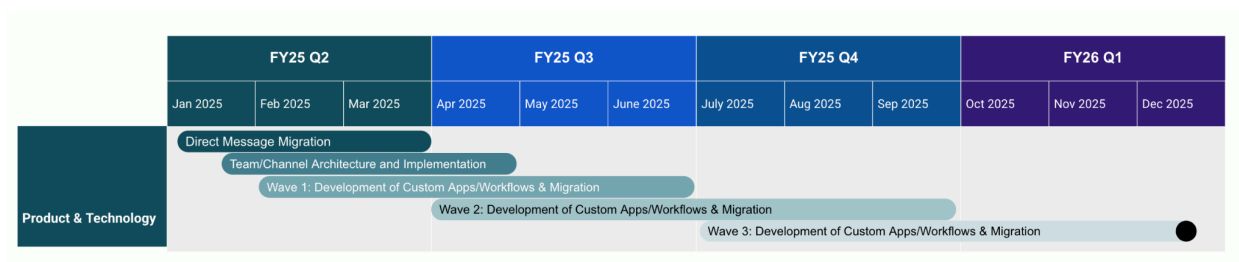 FY25 Q2 FY25 Q3 FY25 Q4 FY26 Q1
Jan 2025 Feb 2025 Mar 2025 Apr 2025 May 2025 June 2025 July 2025 Aug 2025 Sep 2025 Oct 2025 Nov 2025 Dec 2025
Direct Message Migration
Team/Channel Architecture and Implementation
Wave 1: Development of Custom Apps/Workflows & Migration
Wave 2: Development of Custom Apps/Workflows & Migration
Product & Technology
Wave 3: Development of Custom Apps/Workflows & Migration